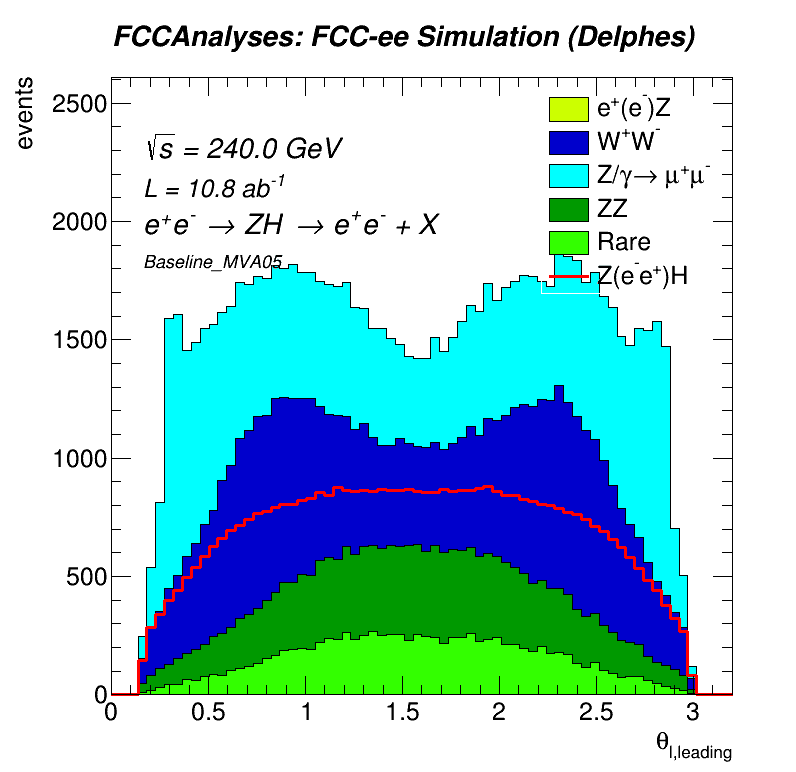 FCCAnalyses: FCC-ee Simulation (Delphes)
events
√s = 240.0 GeV
L = 10.8 ab⁻¹
e⁺e⁻ → ZH → e⁺e⁻ + X
Baseline_MVA05
e⁺(e⁻)Z
W⁺W⁻
Z/γ→ μ⁺μ⁻
ZZ
Rare
Z(e⁻e⁺)H
2500
2000
1500
1000
500
0
0 0.5 1 1.5 2 2.5 3
θl,leading